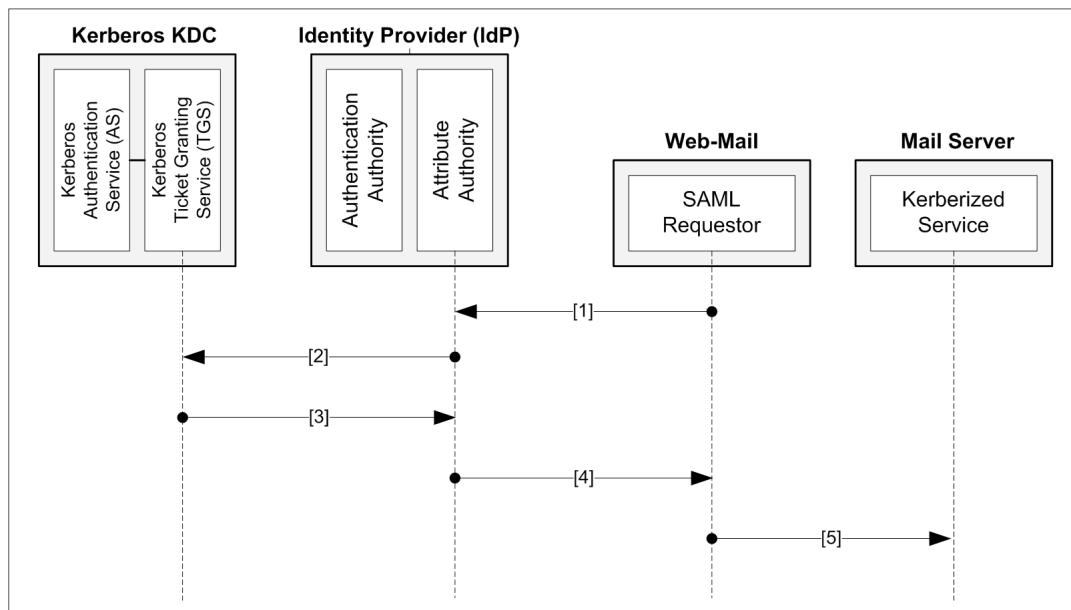 Kerberos KDC
Identity Provider (IdP)
Kerberos
Authentication
Service (AS)
Kerberos
Ticket Granting
Service (TGS)
Authentication
Authority
Attribute
Authority
Web-Mail
Mail Server
SAML
Requestor
Kerberized
Service
[1]
[2]
[3]
[4]
[5]